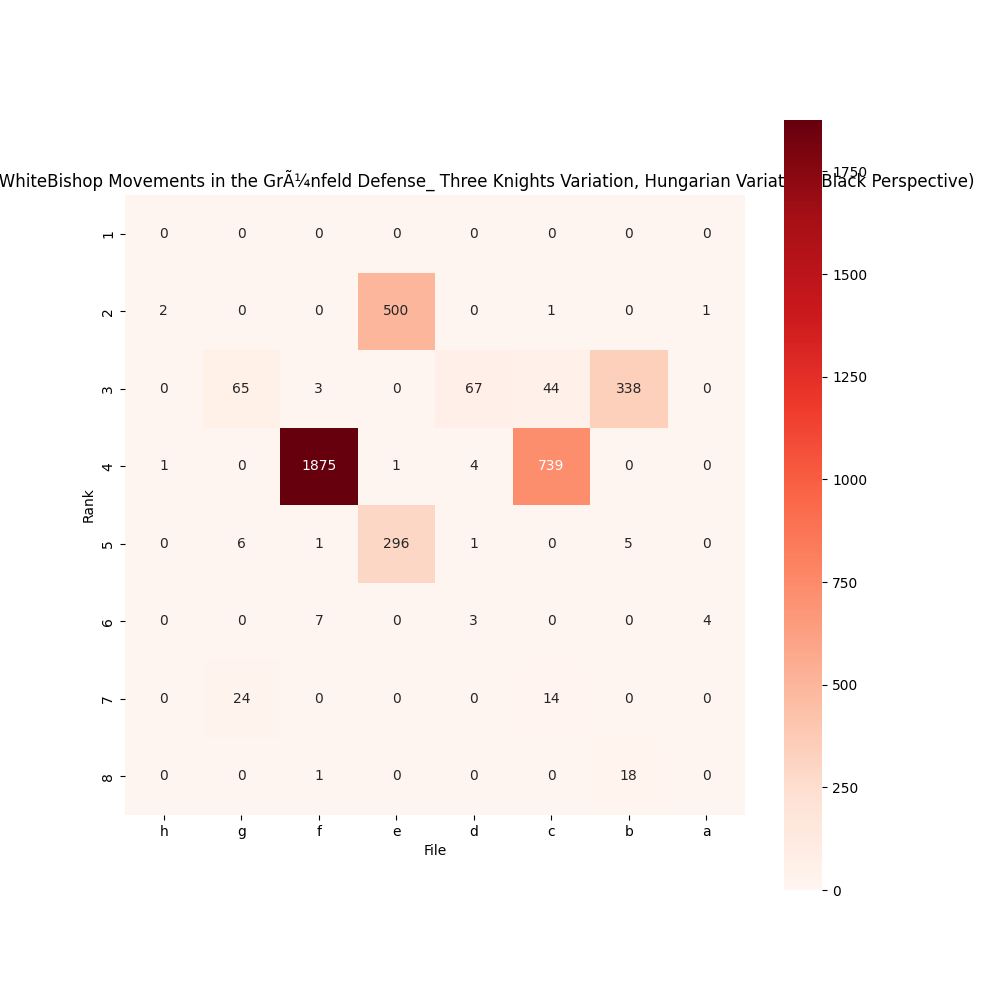 WhiteBishop Movements in the GrÃ¼nfeld Defense_ Three Knights Variation, Hungarian Variat Black Perspective)
1 0 0 0 0 0 0 0 0
2 2 0 0 500 0 1 0 1
3 0 65 3 0 67 44 338 0
4 1 0 1875 1 4 739 0 0
5 0 6 1 296 1 0 5 0
6 0 0 7 0 3 0 0 4
7 0 24 0 0 0 14 0 0
8 0 0 1 0 0 0 18 0
Rank
h g f e d c b a
File
1750
1500
1250
1000
750
500
250
0